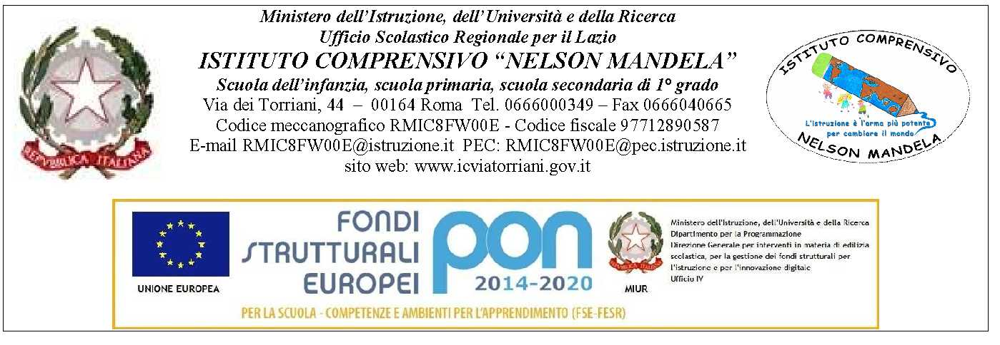 Ministero dell'Istruzione, dell'Università e della Ricerca
Ufficio Scolastico Regionale per il Lazio
ISTITUTO COMPRENSIVO “NELSON MANDELA”
Scuola dell'infanzia, scuola primaria, scuola secondaria di 1° grado
Via dei Torriani, 44 – 00164 Roma Tel. 0666000349 – Fax 0666040665
Codice meccanografico RMIC8FW00E - Codice fiscale 97712890587
E-mail RMIC8FW00E@istruzione.it PEC: RMIC8FW00E@pec.istruzione.it
sito web: www.icviatorriani.gov.it
REPVBBLICA ITALIANA
ISTITUTO COMPRENSIVO
L'istruzione è l'arma più potente
per cambiare il mondo
NELSON MANDELA
UNIONE EUROPEA
FONDI
STRUTTURALI
EUROPEI
pon
2014-2020
REPVBBLICA ITALIANA
MIUR
Ministero dell'Istruzione, dell'Università e della Ricerca
Dipartimento per la Programmazione
Direzione Generale per interventi in materia di edilizia
scolastica, per la gestione dei fondi strutturali per
l'istruzione e per l'innovazione digitale
Ufficio IV
PER LA SCUOLA - COMPETENZE E AMBIENTI PER L'APPRENDIMENTO (FSE-FESR)